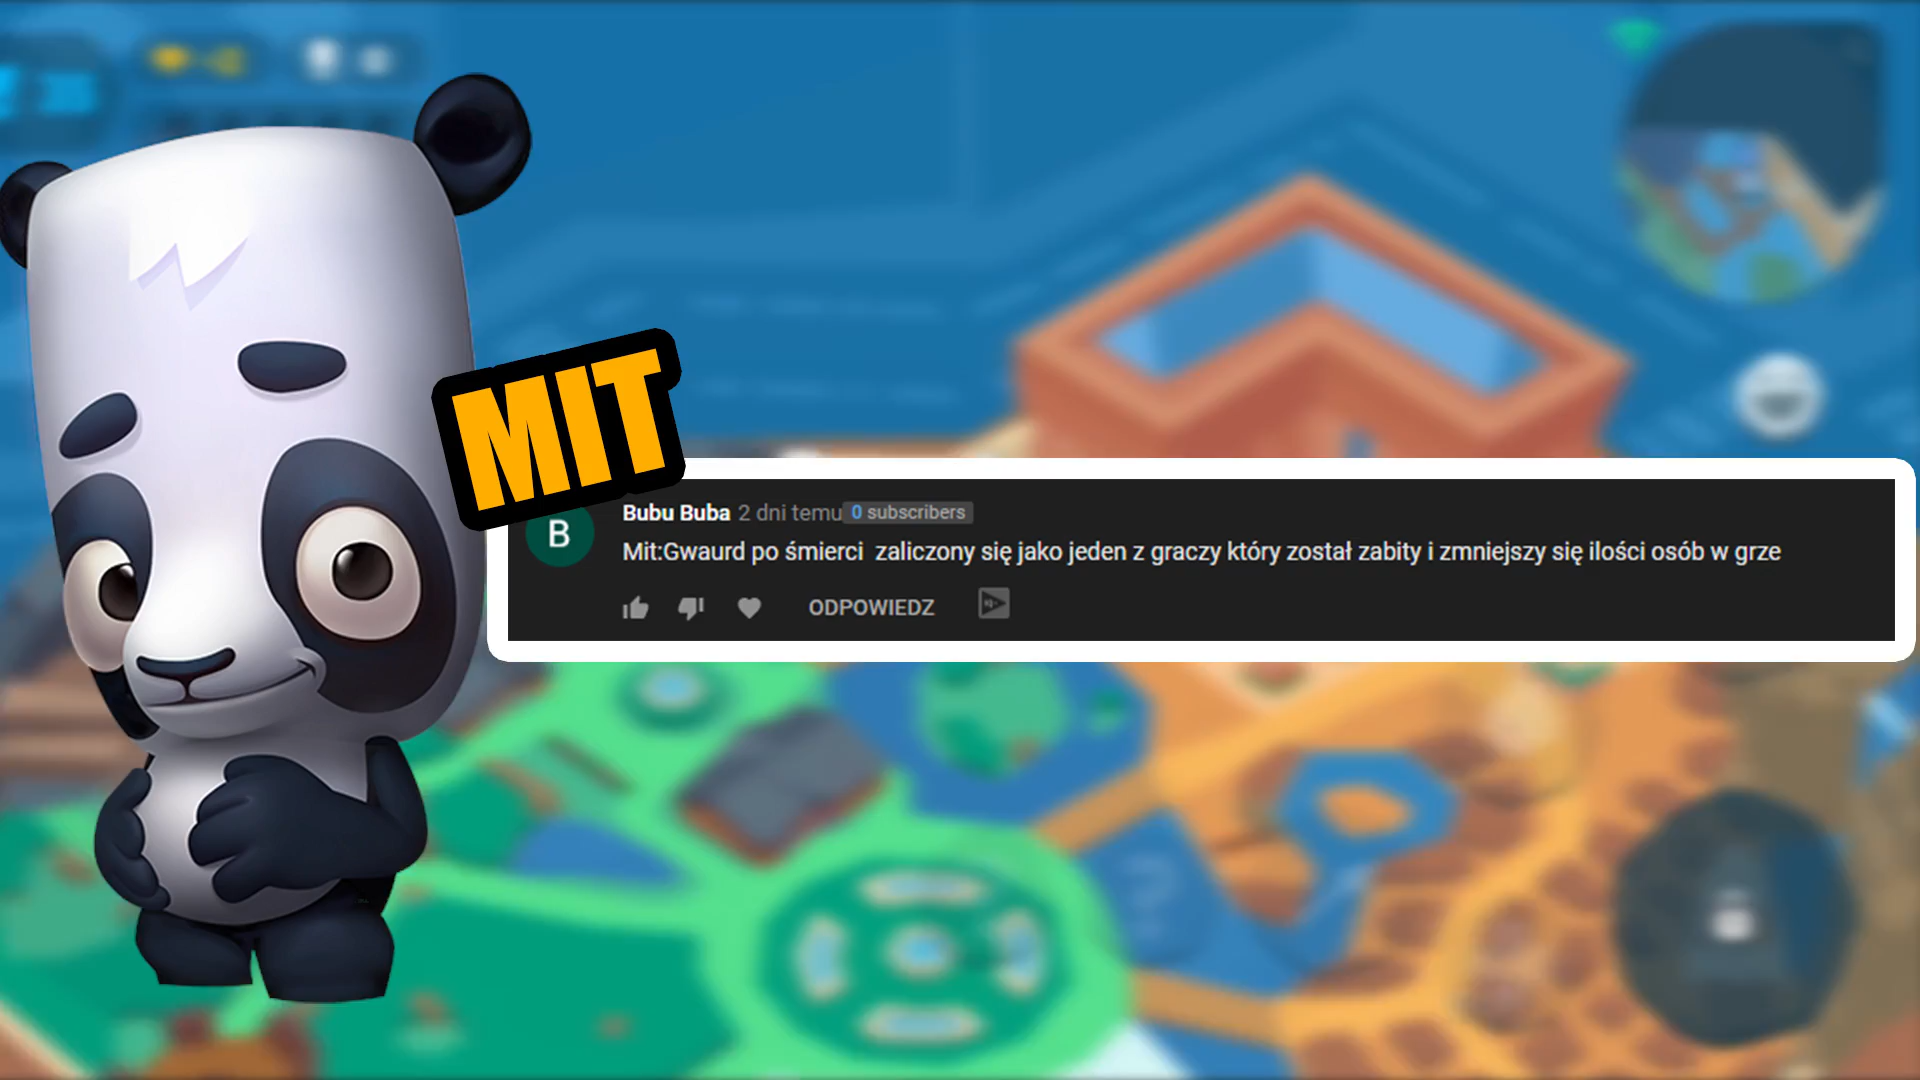 MIT
B
Bubu Buba 2 dni temu 0 subscribers
Mit:Gwaurd po śmierci zaliczony się jako jeden z graczy który został zabity i zmniejszy się ilości osób w grze
ODPOWIEDZ